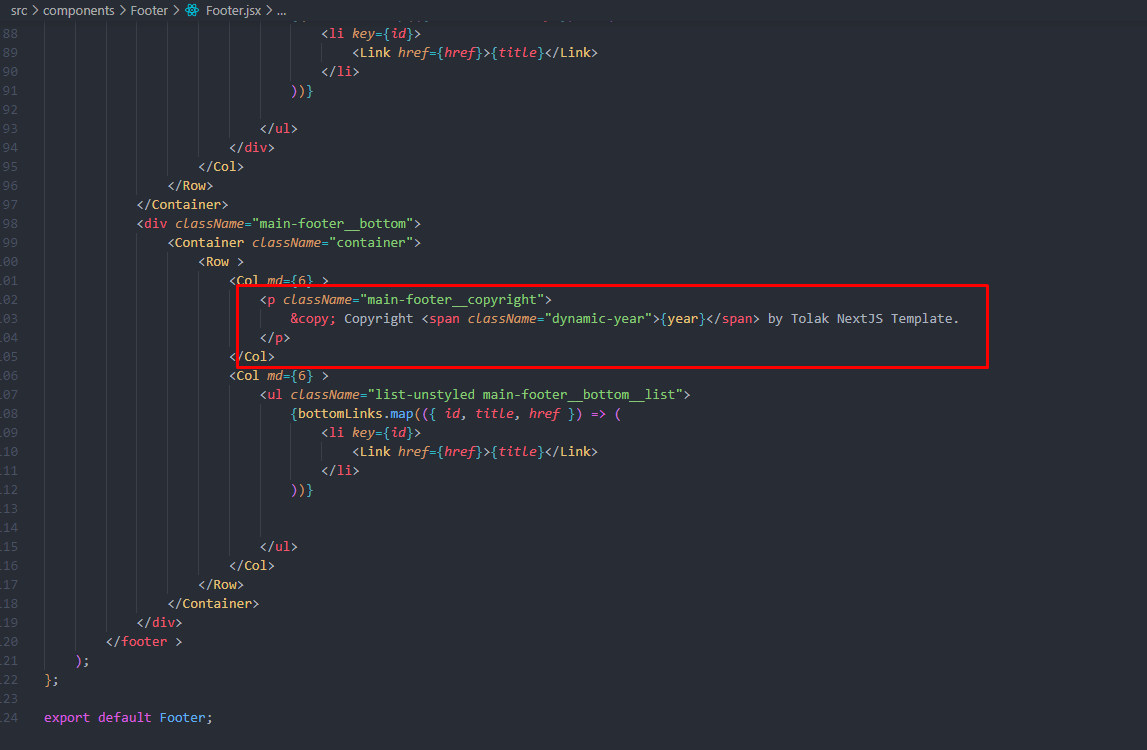 src > components > Footer > Footer.jsx > ...
88 <li key={id}>
89 <Link href={href}>{title}</Link>
90 </li>
91 ))}
92
93 </ul>
94 </div>
95 </Col>
96 </Row>
97 </Container>
98 <div className="main-footer__bottom">
99 <Container className="container">
00 <Row >
01 <Col md={6} >
02 <p className="main-footer__copyright">
03 &copy; Copyright <span className="dynamic-year">{year}</span> by Tolak NextJS Template.
04 </p>
05 </Col>
06 <Col md={6} >
07 <ul className="list-unstyled main-footer__bottom__list">
08 {bottomLinks.map(({ id, title, href }) => (
09 <li key={id}>
10 <Link href={href}>{title}</Link>
11 </li>
12 ))}
13
14
15 </ul>
16 </Col>
17 </Row>
18 </Container>
19 </div>
20 </footer >
21 );
22 };
23
24 export default Footer;